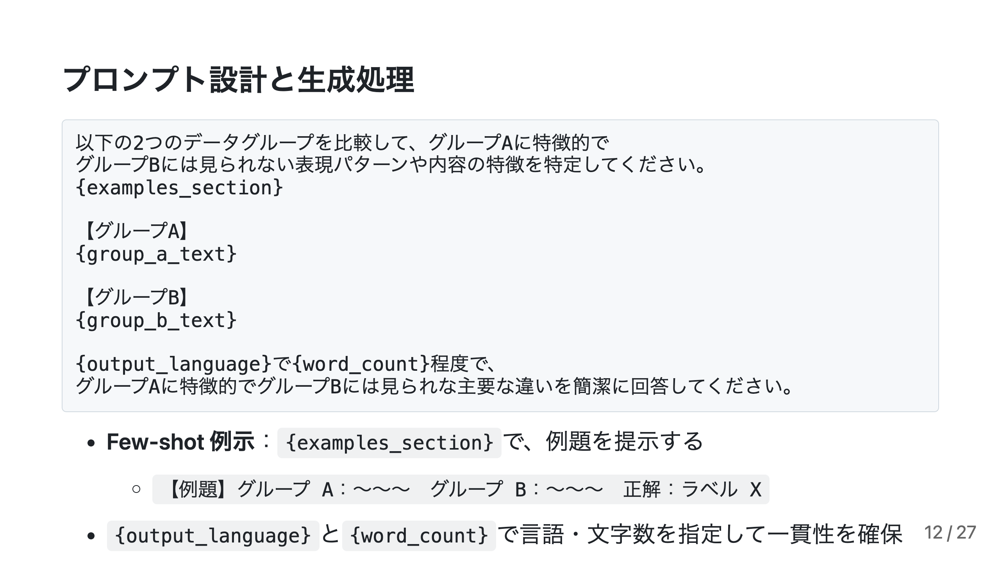 プロンプト設計と生成処理
以下の2つのデータグループを比較して、グループAに特徴的で
グループBには見られない表現パターンや内容の特徴を特定してください。
{examples_section}
【グループA】
{group_a_text}
【グループB】
{group_b_text}
{output_language}で{word_count}程度で、
グループAに特徴的でグループBには見られな主要な違いを簡潔に回答してください。
• Few-shot 例示：{examples_section}で、例題を提示する
○ 【例題】グループ A：〜〜〜　グループ B：〜〜〜　正解：ラベル X
• {output_language}と{word_count}で言語・文字数を指定して一貫性を確保
12 / 27